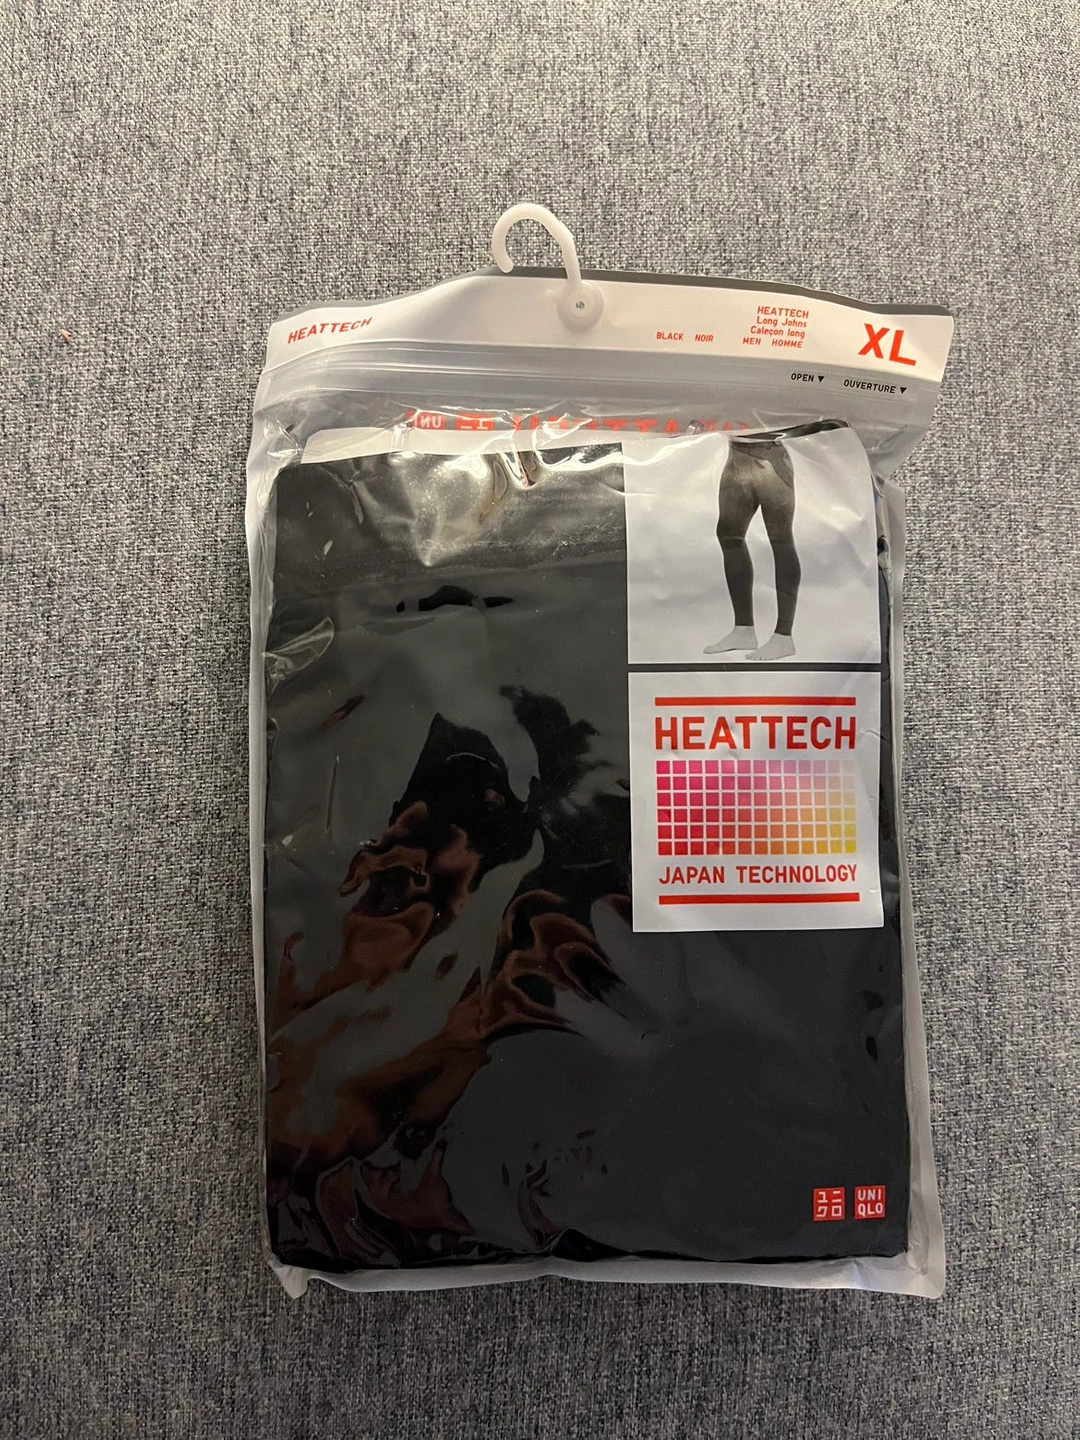 HEATTECH
BLACK NOIR
HEATTECH
Long Johns
Caleçon long
MEN HOMME
XL
OPEN ▼ OUVERTURE ▼
HEATTECH
JAPAN TECHNOLOGY
ユニ
クロ
UNI
QLO